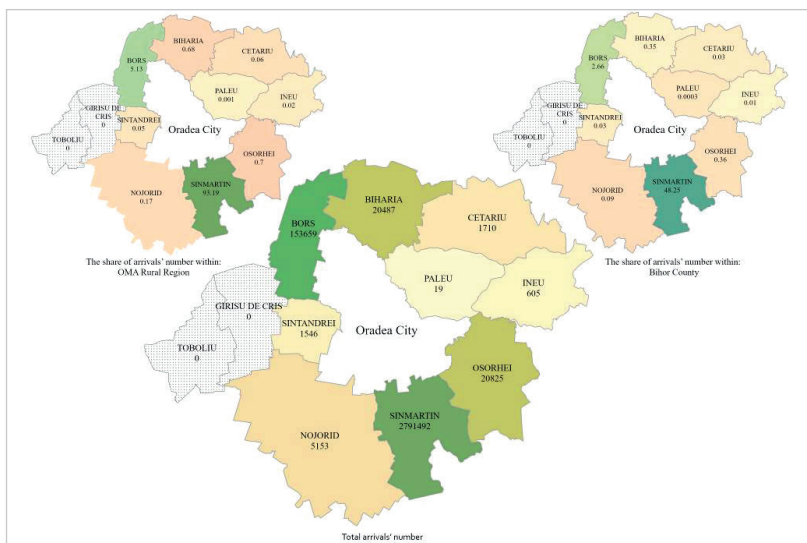 BIHARIA
0.68
CETARIU
0.06
BORS
5.13
PALEU
0.001
INEU
0.02
GIRISU DE
CRIS
0
SINTANDREI
0.05
Oradea City
TOBOLIU
0
OSORHEI
0.7
NOJORID
0.17
SINMARTIN
93.19
The share of arrivals' number within:
OMA Rural Region
BIHARIA
0.35
CETARIU
0.03
BORS
2.66
PALEU
0.0003
INEU
0.01
GIRISU DE
CRIS
0
SINTANDREI
0.03
Oradea City
TOBOLIU
0
OSORHEI
0.36
NOJORID
0.09
SINMARTIN
48.25
The share of arrivals' number within:
Bihor County
BIHARIA
20487
CETARIU
1710
BORS
153659
PALEU
19
INEU
605
GIRISU DE CRIS
0
SINTANDREI
1546
Oradea City
TOBOLIU
0
OSORHEI
20825
SINMARTIN
2791492
NOJORID
5153
Total arrivals' number